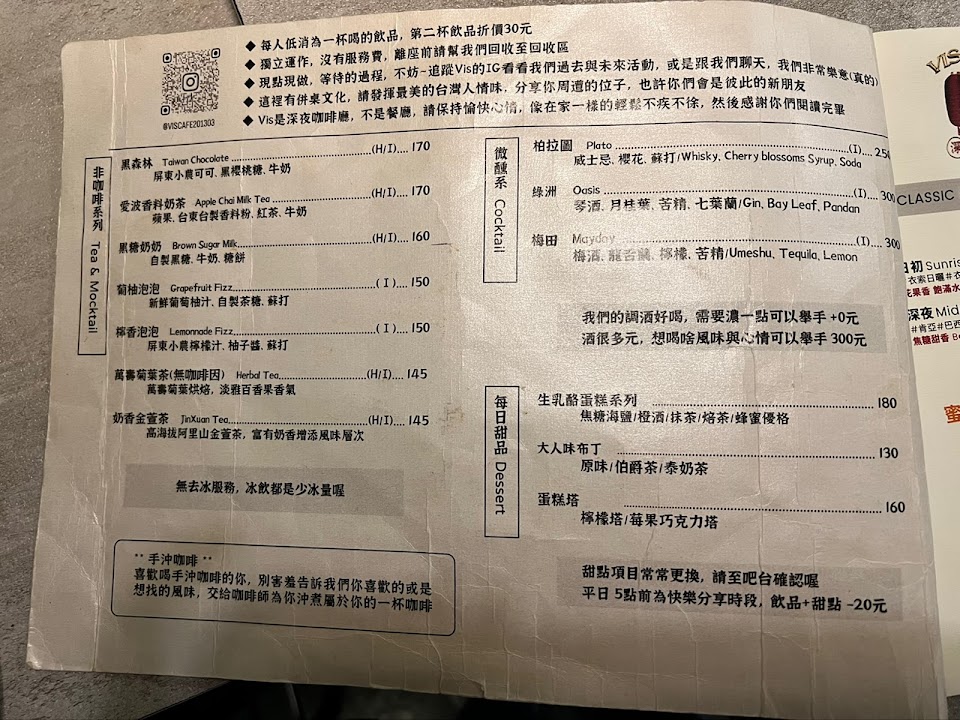 ◆ 每人低消為一杯喝的飲品，第二杯飲品折價30元
◆ 獨立運作，沒有服務費，離座前請幫我們回收至回收區
◆ 現點現做，等待的過程，不妨-追蹤Vis的IG看看我們過去與未來活動，或是跟我們聊天，我們非常樂意(真的)
◆ 這裡有併桌文化，請發揮最美的台灣人情味，分享你周遭的位子，也許你們會是彼此的新朋友
◆ Vis是深夜咖啡廳，不是餐廳，請保持愉快心情，像在家一樣的輕鬆不疾不徐，然後感謝你們閱讀完畢
@VISCAFE201303
非咖啡系列 Tea & Mocktail
黑森林 Taiwan Chocolate (H/I) 170
屏東小農可可、黑櫻桃糖、牛奶
愛波香料奶茶 Apple Chai Milk Tea (H/I) 170
蘋果、台東台製香料粉、紅茶、牛奶
黑糖奶奶 Brown Sugar Milk (H/I) 160
自製黑糖、牛奶、糖餅
萄柚泡泡 Grapefruit Fizz (I) 150
新鮮葡萄柚汁、自製茶糖、蘇打
檸香泡泡 Lemonnade Fizz (I) 150
屏東小農檸檬汁、柚子醬、蘇打
萬壽菊葉茶(無咖啡因) Herbal Tea (H/I) 145
萬壽菊葉烘焙，淡雅百香果香氣
奶香金萱茶 JinXuan Tea (H/I) 145
高海拔阿里山金萱茶，富有奶香增添風味層次
無去冰服務，冰飲都是少冰量喔
** 手沖咖啡 **
喜歡喝手沖咖啡的你，別害羞告訴我們你喜歡的或是
想找的風味，交給咖啡師為你沖煮屬於你的一杯咖啡
微醺系 Cocktail
柏拉圖 Plato (I) 250
威士忌、櫻花、蘇打/Whisky, Cherry blossoms Syrup, Soda
綠洲 Oasis (I) 300
琴酒、月桂葉、苦精、七葉蘭/Gin, Bay Leaf, Pandan
梅田 Mayday (I) 300
梅酒、龍舌蘭、檸檬、苦精/Umeshu, Tequila, Lemon
我們的調酒好喝，需要濃一點可以舉手 +0元
酒很多元，想喝啥風味與心情可以舉手 300元
每日甜品 Dessert
生乳酪蛋糕系列 180
焦糖海鹽/橙酒/抹茶/焙茶/蜂蜜優格
大人味布丁 130
原味/伯爵茶/泰奶茶
蛋糕塔 160
檸檬塔/莓果巧克力塔
甜點項目常常更換，請至吧台確認喔
平日 5點前為快樂分享時段，飲品+甜點 -20元
VIS
CLASSIC
日初 Sunris
花果香 飽滿水
深夜 Mid
#肯亞#巴西
焦糖甜香
蜜